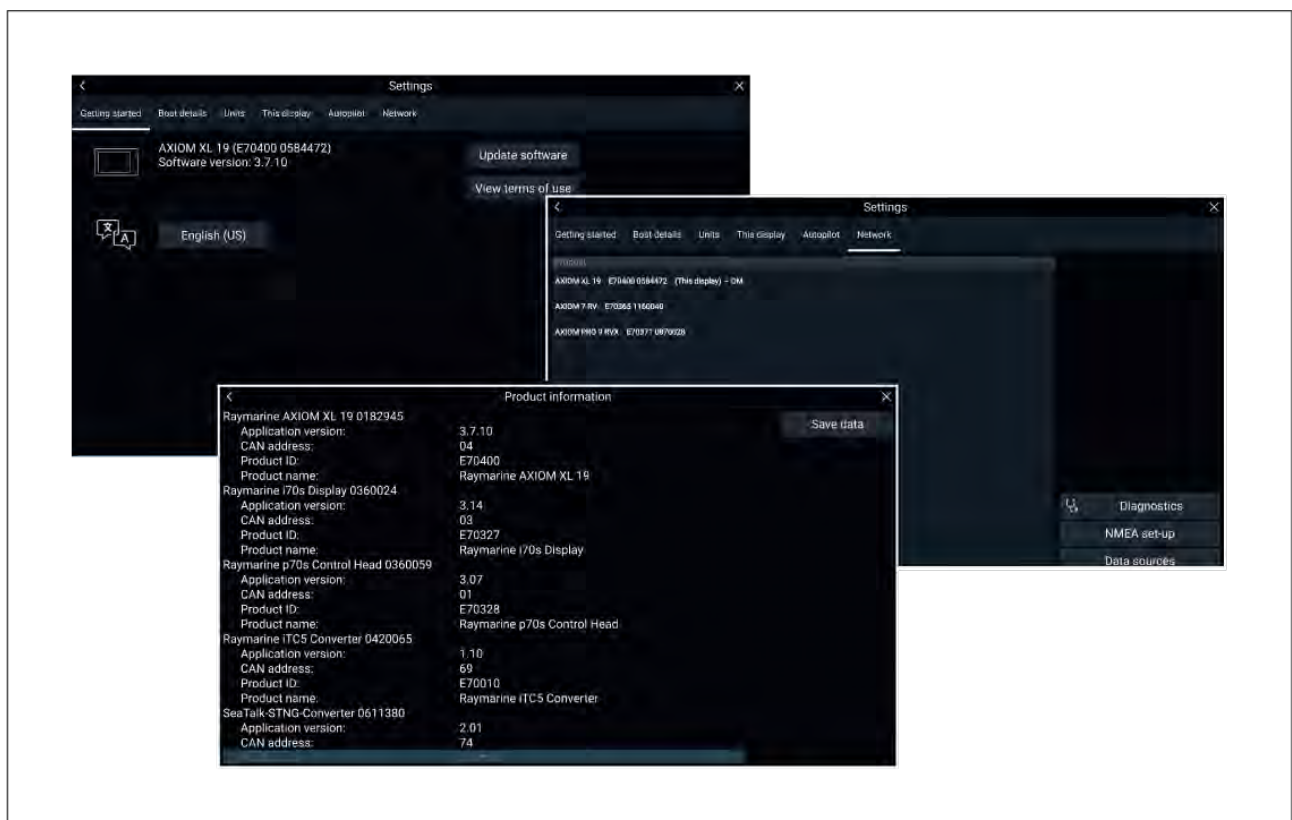 Settings
Getting started Boat details Units This display Autopilot Network
AXIOM XL 19 (E70400 0584472)
Software version: 3.7.10
Update software
View terms of use
English (US)
Settings
Getting started Boat details Units This display Autopilot Network
AXIOM XL 19 E70400 0584472 (This display) – DM
AXIOM 7 RV E70365 1160040
AXIOM PRO 9 RVX E70371 0970028
Diagnostics
NMEA set-up
Data sources
Product information
Save data
Raymarine AXIOM XL 19 0182945
Application version: 3.7.10
CAN address: 04
Product ID: E70400
Product name: Raymarine AXIOM XL 19
Raymarine i70s Display 0360024
Application version: 3.14
CAN address: 03
Product ID: E70327
Product name: Raymarine i70s Display
Raymarine p70s Control Head 0360059
Application version: 3.07
CAN address: 01
Product ID: E70328
Product name: Raymarine p70s Control Head
Raymarine iTC5 Converter 0420065
Application version: 1.10
CAN address: 69
Product ID: E70010
Product name: Raymarine iTC5 Converter
SeaTalk-STNG-Converter 0611380
Application version: 2.01
CAN address: 74